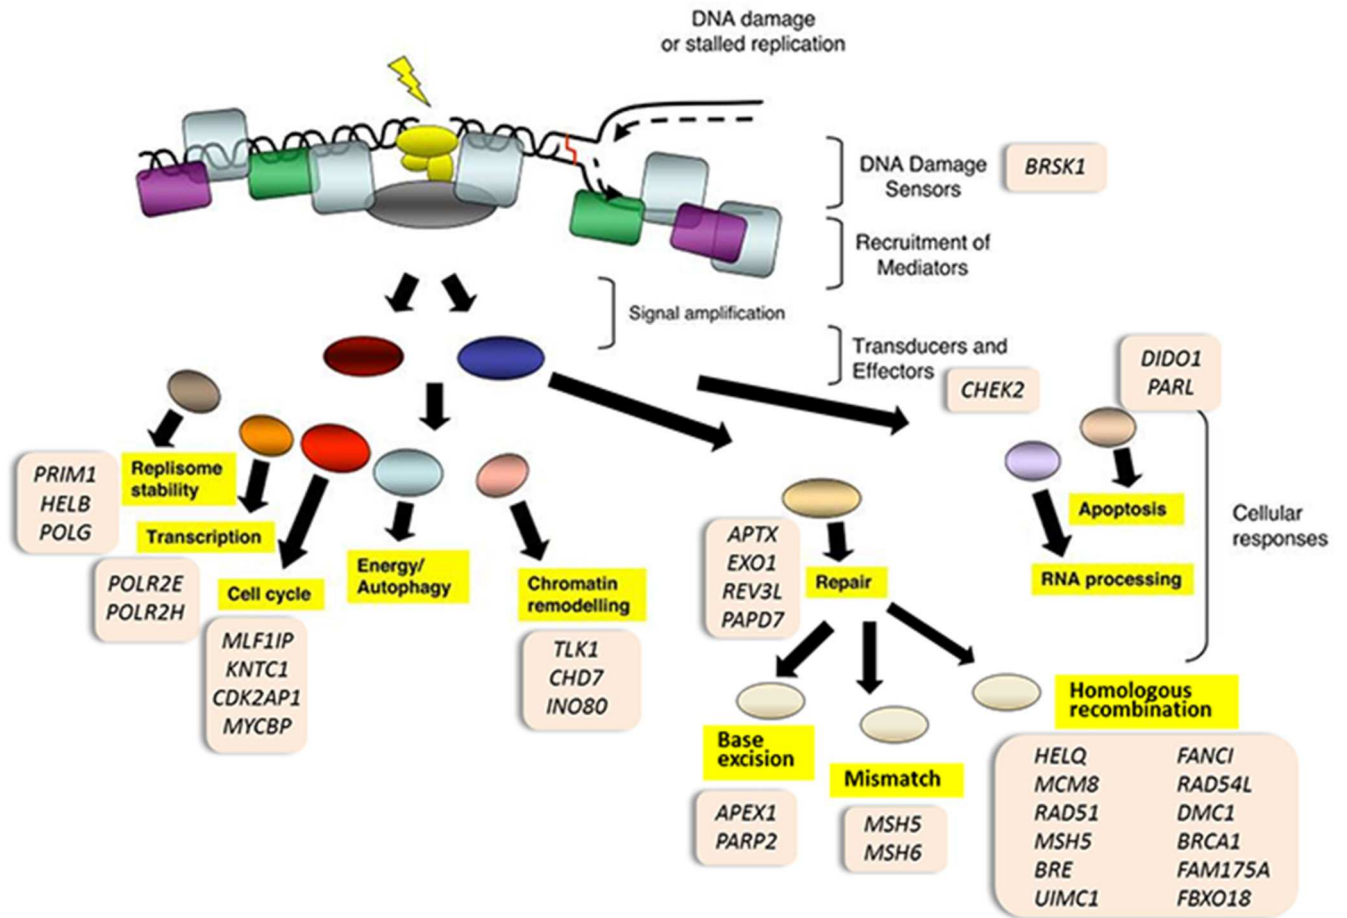 DNA damage
or stalled replication
DNA Damage
Sensors
BRSK1
Recruitment of
Mediators
Signal amplification
Transducers and
Effectors
CHEK2
DIDO1
PARL
PRIM1
HELB
POLG
Replisome
stability
Transcription
POLR2E
POLR2H
Cell cycle
MLF1IP
KNTC1
CDK2AP1
MYCBP
Energy/
Autophagy
Chromatin
remodelling
TLK1
CHD7
INO80
APTX
EXO1
REV3L
PAPD7
Repair
Apoptosis
RNA processing
Cellular
responses
Base
excision
APEX1
PARP2
Mismatch
MSH5
MSH6
Homologous
recombination
HELQ FANCI
MCM8 RAD54L
RAD51 DMC1
MSH5 BRCA1
BRE FAM175A
UIMC1 FBXO18